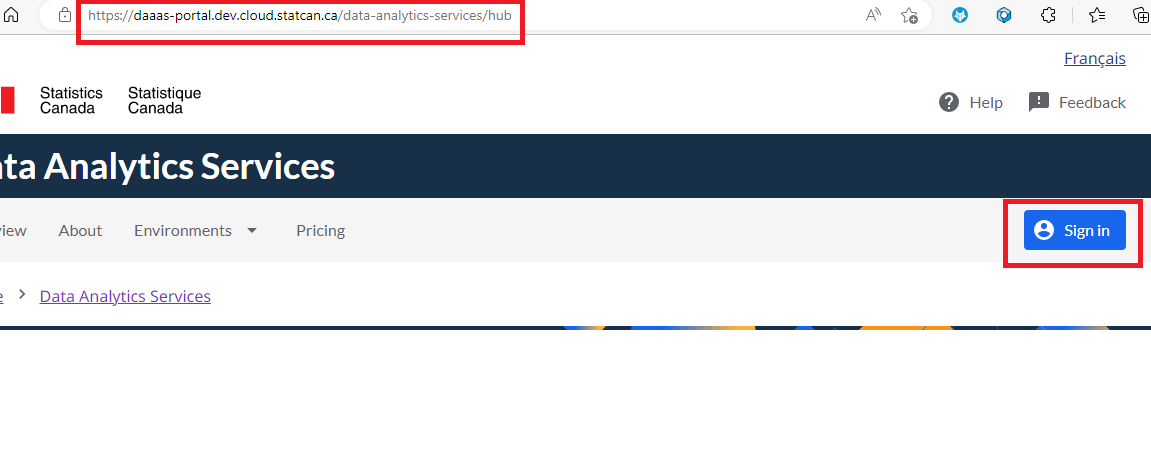 https://daaas-portal.dev.cloud.statcan.ca/data-analytics-services/hub
Français
Statistics Statistique
Canada Canada
Help Feedback
ta Analytics Services
view About Environments Pricing
Sign in
e > Data Analytics Services